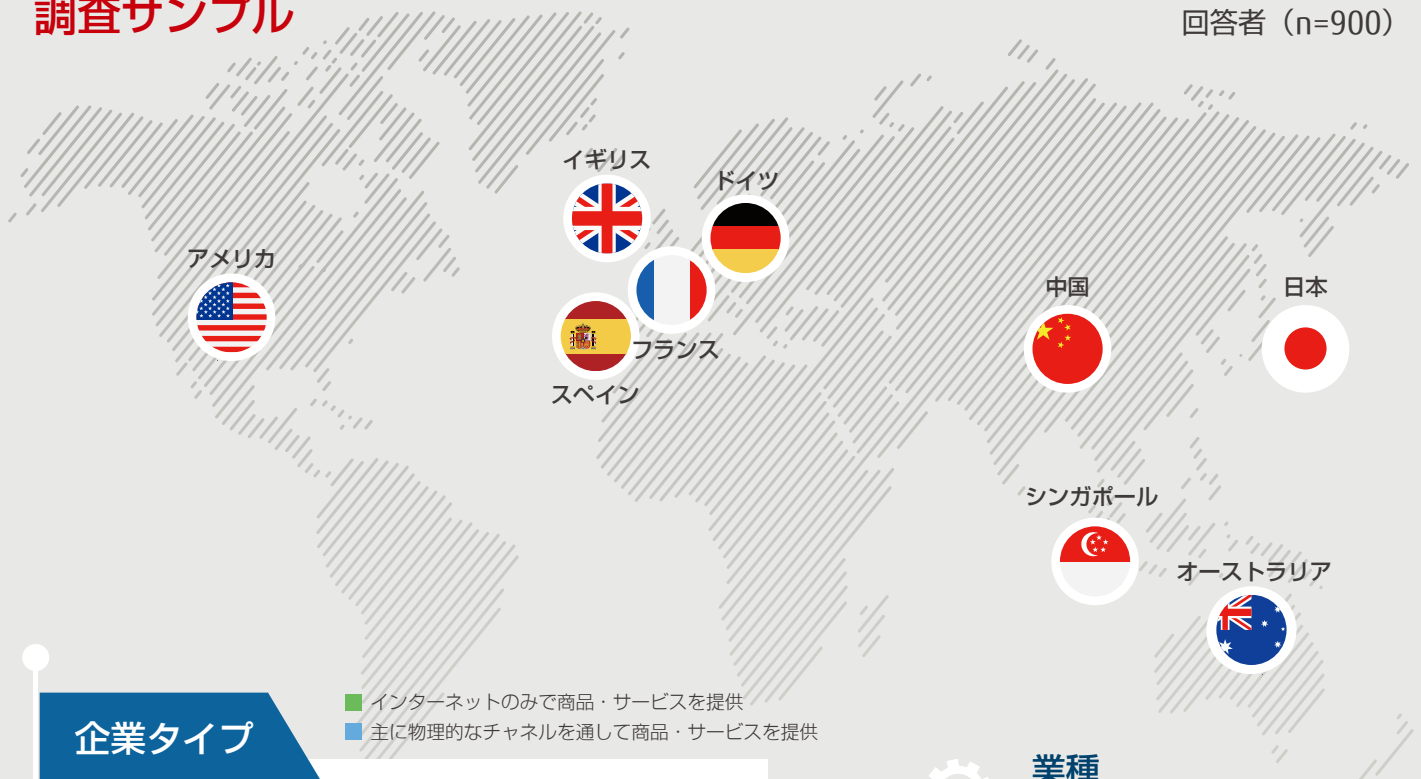 調査サンプル
回答者（n=900）
イギリス
ドイツ
アメリカ
中国
日本
フランス
スペイン
シンガポール
オーストラリア
インターネットのみで商品・サービスを提供
主に物理的なチャネルを通して商品・サービスを提供
企業タイプ
業種